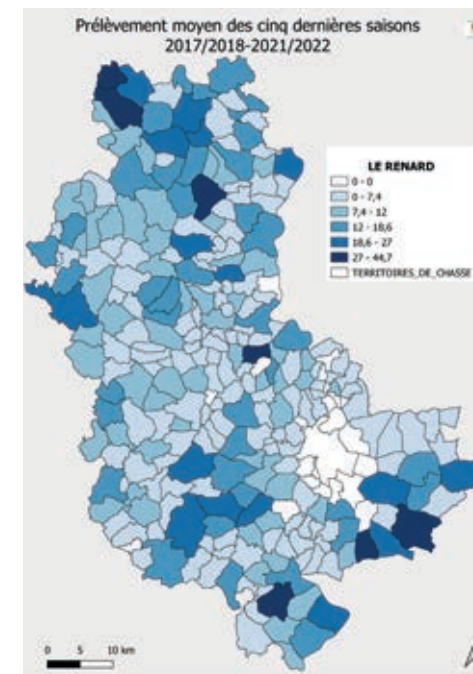 Prélèvement moyen des cinq dernières saisons
2017/2018-2021/2022
LE RENARD
0 - 0
0 - 7,4
7,4 - 12
12 - 18,6
18,6 - 27
27 - 44,7
TERRITOIRES_DE_CHASSE
0 5 10 km